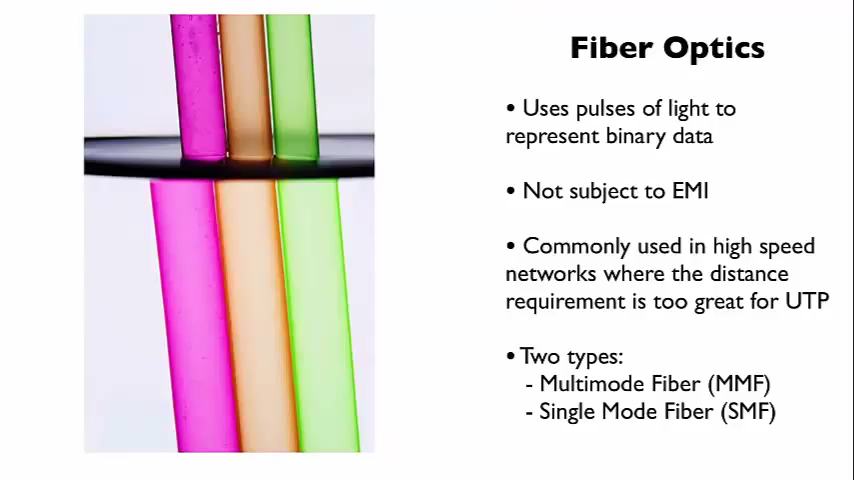 Fiber Optics
• Uses pulses of light to
represent binary data
• Not subject to EMI
• Commonly used in high speed
networks where the distance
requirement is too great for UTP
• Two types:
- Multimode Fiber (MMF)
- Single Mode Fiber (SMF)